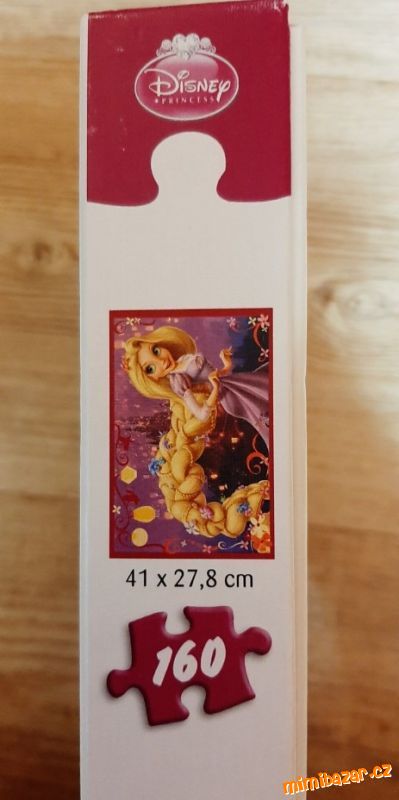 Disney
PRINCESS
41 x 27,8 cm
160
mimibazar.cz